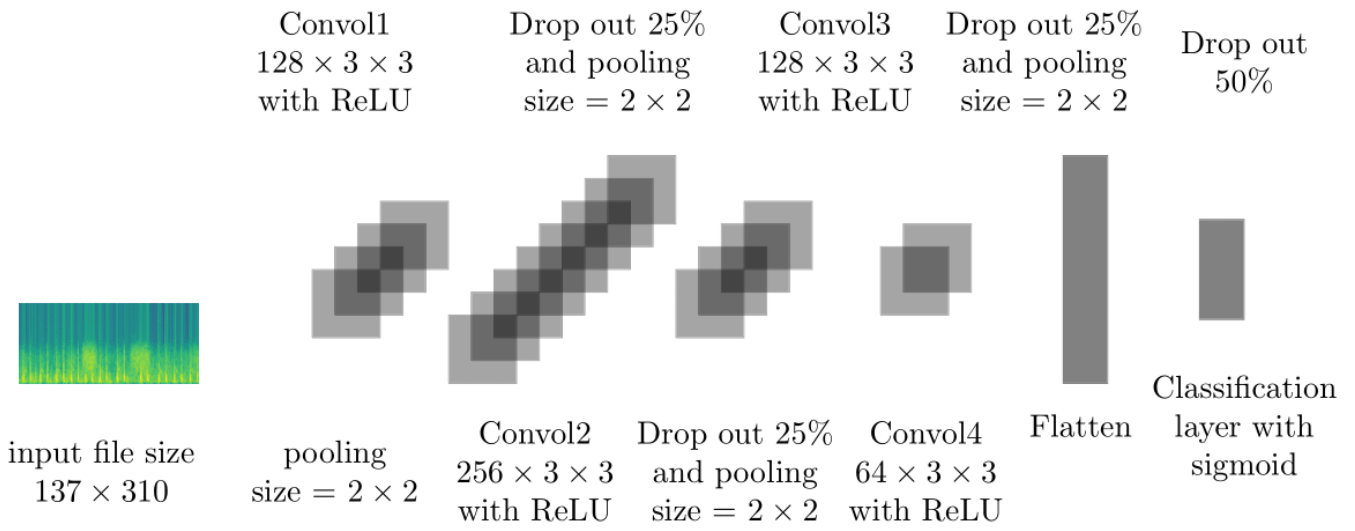 Convol1
128 × 3 × 3
with ReLU
Drop out 25%
and pooling
size = 2 × 2
Convol3
128 × 3 × 3
with ReLU
Drop out 25%
and pooling
size = 2 × 2
Drop out
50%
input file size
137 × 310
pooling
size = 2 × 2
Convol2
256 × 3 × 3
with ReLU
Drop out 25%
and pooling
size = 2 × 2
Convol4
64 × 3 × 3
with ReLU
Flatten
Classification
layer with
sigmoid